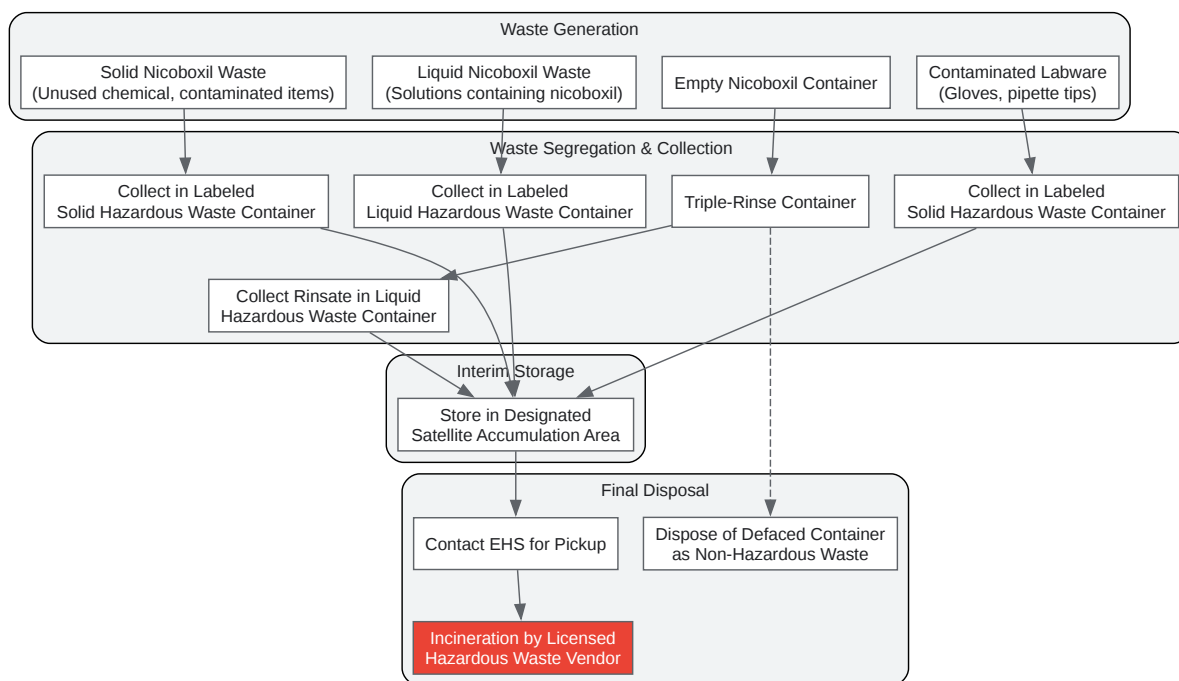 Waste Generation
Solid Nicoboxil Waste
(Unused chemical, contaminated items)
Liquid Nicoboxil Waste
(Solutions containing nicoboxil)
Empty Nicoboxil Container
Contaminated Labware
(Gloves, pipette tips)
Waste Segregation & Collection
Collect in Labeled
Solid Hazardous Waste Container
Collect in Labeled
Liquid Hazardous Waste Container
Triple-Rinse Container
Collect in Labeled
Solid Hazardous Waste Container
Collect Rinsate in Liquid
Hazardous Waste Container
Interim Storage
Store in Designated
Satellite Accumulation Area
Final Disposal
Contact EHS for Pickup
Dispose of Defaced Container
as Non-Hazardous Waste
Incineration by Licensed
Hazardous Waste Vendor